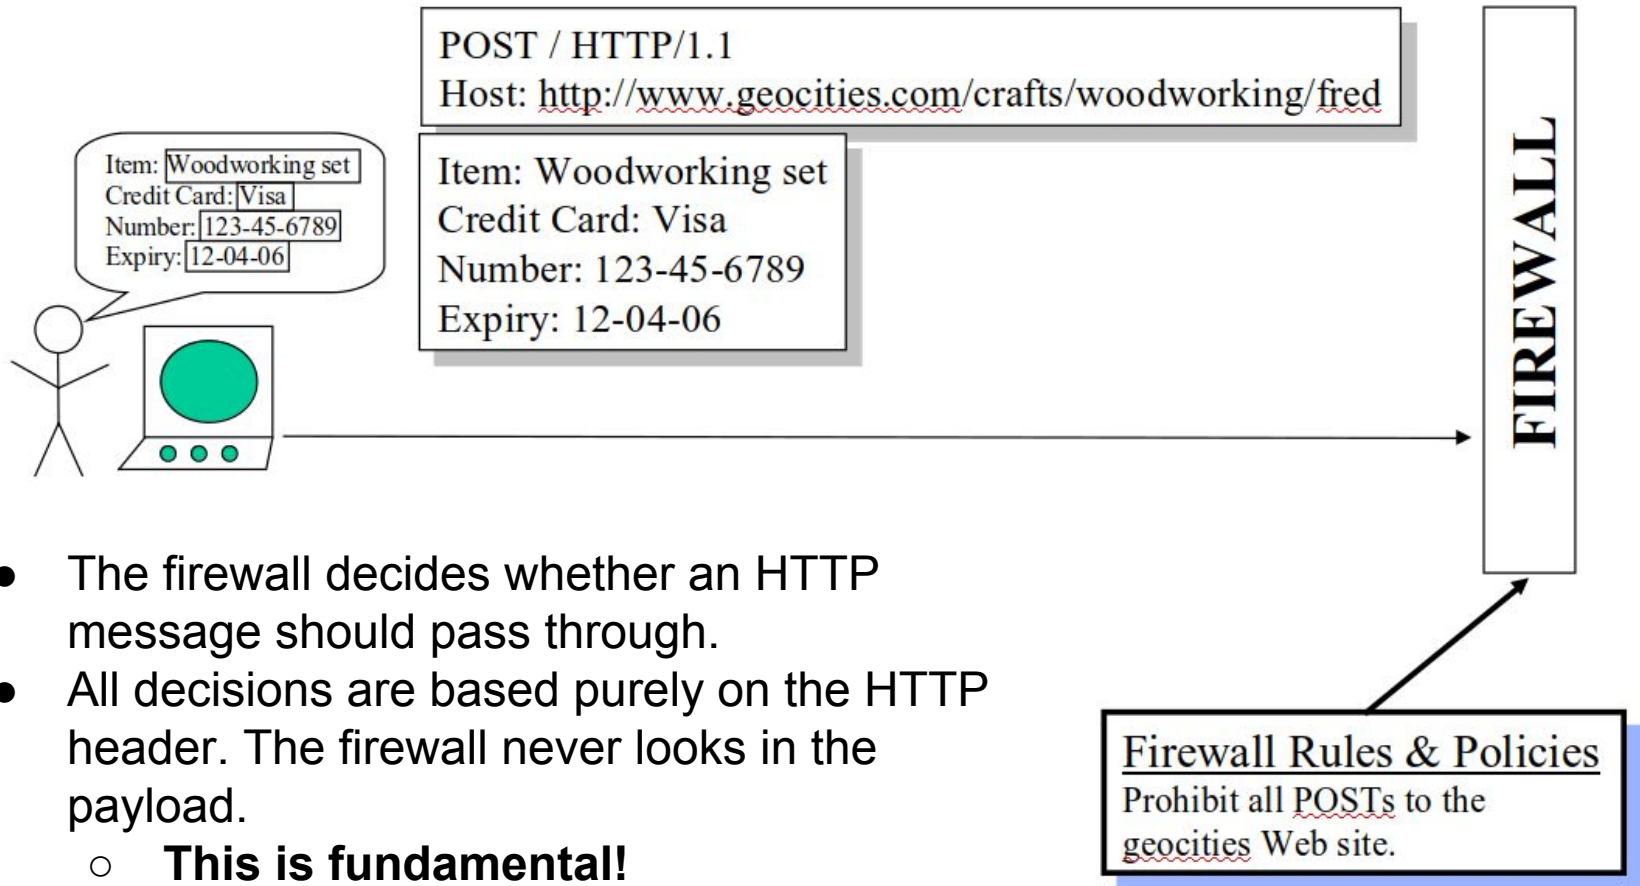 POST / HTTP/1.1
Host: http://www.geocities.com/crafts/woodworking/fred
Item: Woodworking set
Credit Card: Visa
Number: 123-45-6789
Expiry: 12-04-06
Item: Woodworking set
Credit Card: Visa
Number: 123-45-6789
Expiry: 12-04-06
FIREWALL
● The firewall decides whether an HTTP
message should pass through.
● All decisions are based purely on the HTTP
header. The firewall never looks in the
payload.
○ This is fundamental!
Firewall Rules & Policies
Prohibit all POSTs to the
geocities Web site.